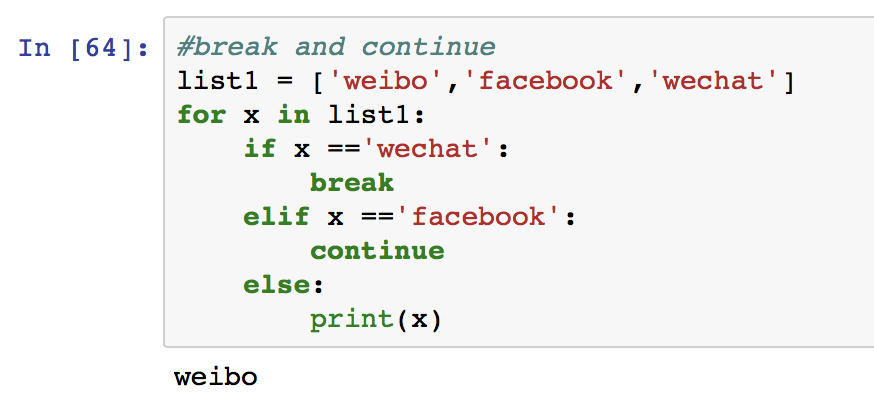 In [64]: #break and continue
list1 = ['weibo','facebook','wechat']
for x in list1:
    if x =='wechat':
        break
    elif x =='facebook':
        continue
    else:
        print(x)
weibo